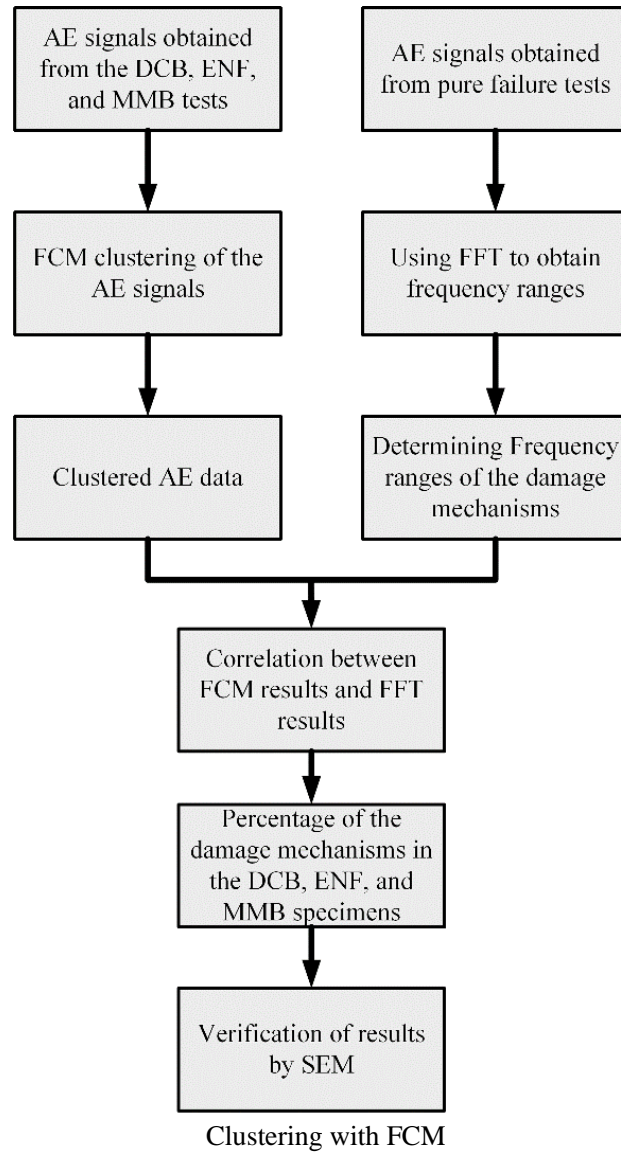 AE signals obtained
from the DCB, ENF,
and MMB tests
AE signals obtained
from pure failure tests
FCM clustering of the
AE signals
Using FFT to obtain
frequency ranges
Clustered AE data
Determining Frequency
ranges of the damage
mechanisms
Correlation between
FCM results and FFT
results
Percentage of the
damage mechanisms in
the DCB, ENF, and
MMB specimens
Verification of results
by SEM
Clustering with FCM